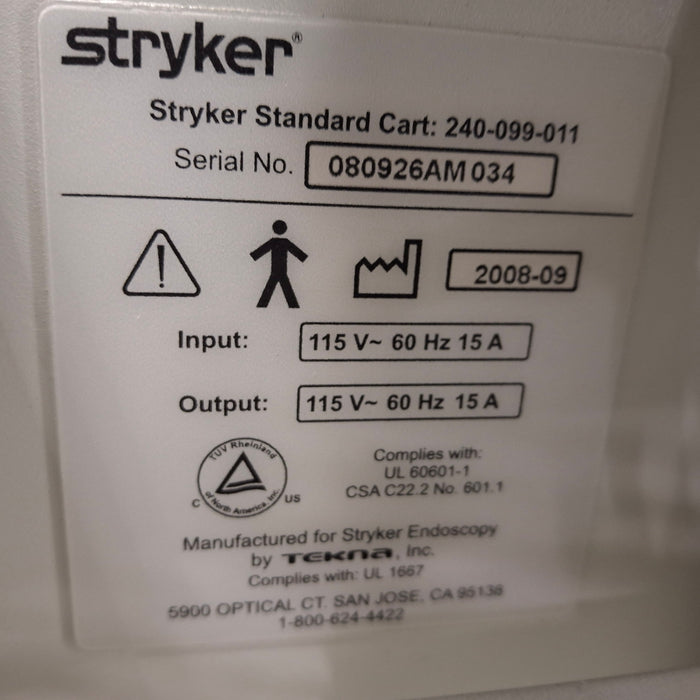 stryker®
Stryker Standard Cart: 240-099-011
Serial No. 080926AM034
2008-09
Input: 115 V~ 60 Hz 15 A
Output: 115 V~ 60 Hz 15 A
TÜV Rheinland
of North America, Inc.
C US
Complies with:
UL 60601-1
CSA C22.2 No. 601.1
Manufactured for Stryker Endoscopy
by TEKNA, Inc.
Complies with: UL 1667
5900 OPTICAL CT. SAN JOSE, CA 95138
1-800-624-4422